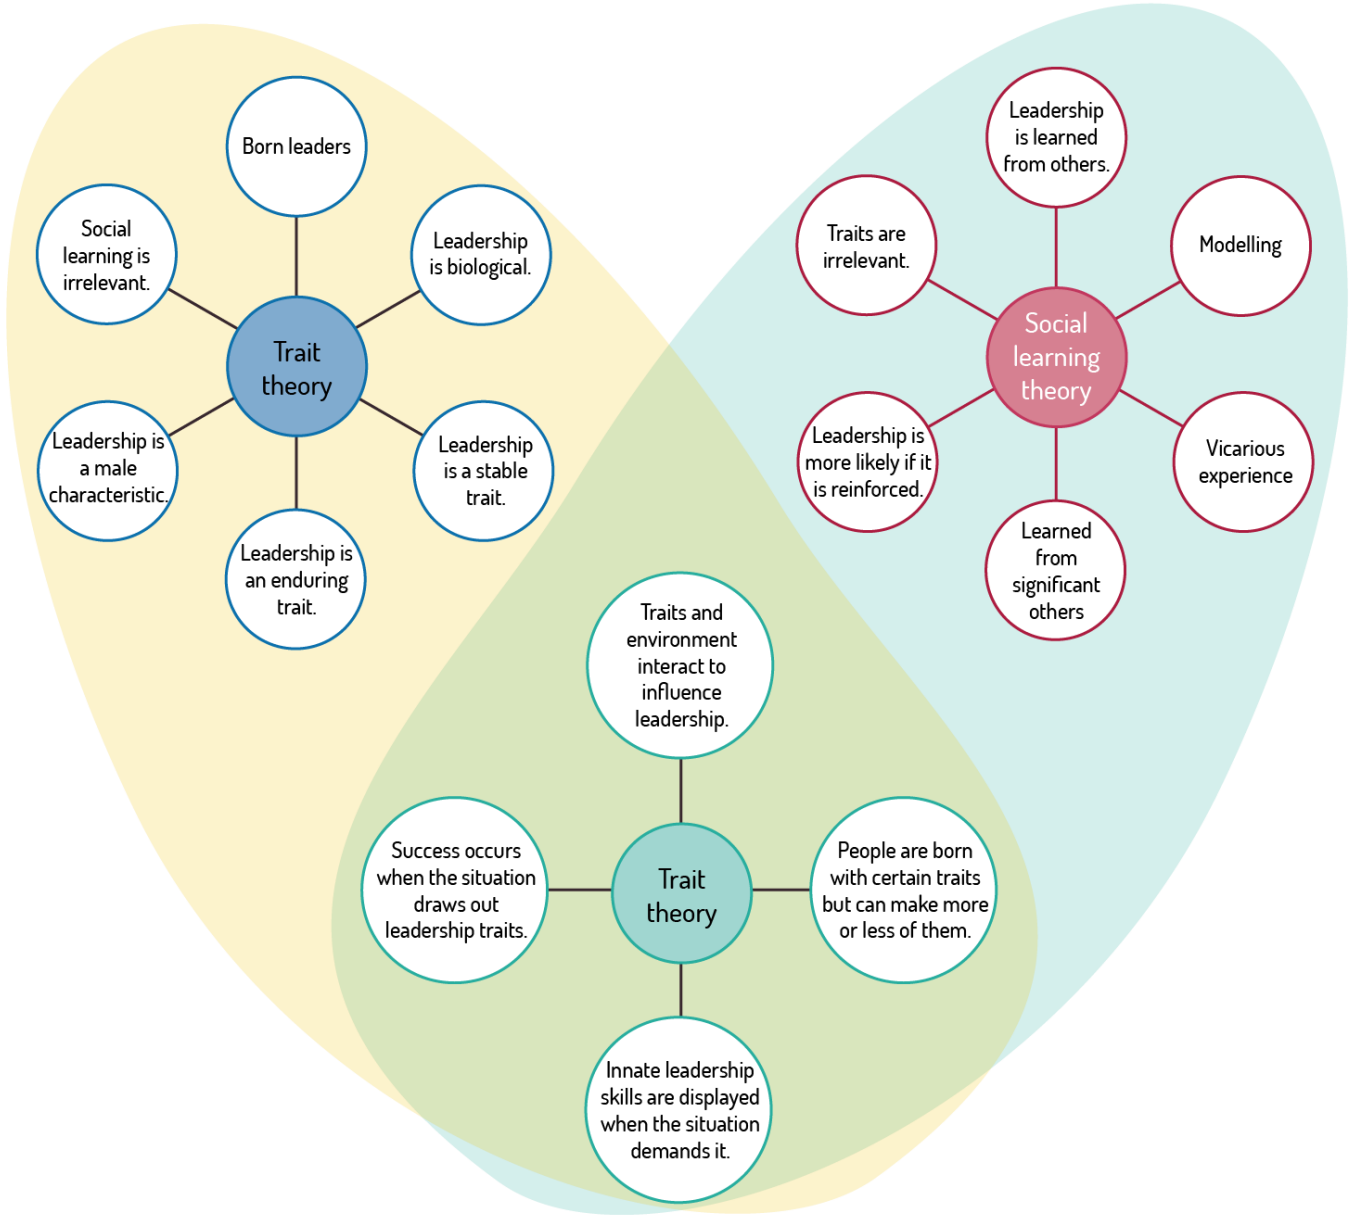 Born leaders
Social
learning is
irrelevant.
Leadership
is biological.
Trait
theory
Leadership is
a male
characteristic.
Leadership
is a stable
trait.
Leadership is
an enduring
trait.
Leadership
is learned
from others.
Traits are
irrelevant.
Modelling
Social
learning
theory
Leadership is
more likely if it
is reinforced.
Vicarious
experience
Learned
from
significant
others
Traits and
environment
interact to
influence
leadership.
Success occurs
when the situation
draws out
leadership traits.
Trait
theory
People are born
with certain traits
but can make more
or less of them.
Innate leadership
skills are displayed
when the situation
demands it.